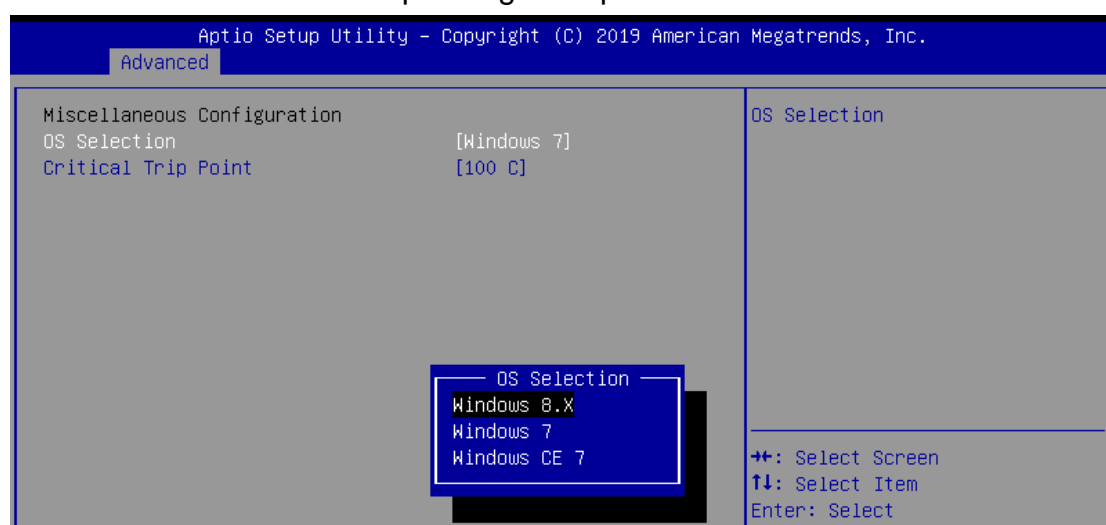 Aptio Setup Utility – Copyright (C) 2019 American Megatrends, Inc.
Advanced
Miscellaneous Configuration
OS Selection [Windows 7]
Critical Trip Point [100 C]
OS Selection
OS Selection
Windows 8.X
Windows 7
Windows CE 7
→←: Select Screen
↑↓: Select Item
Enter: Select